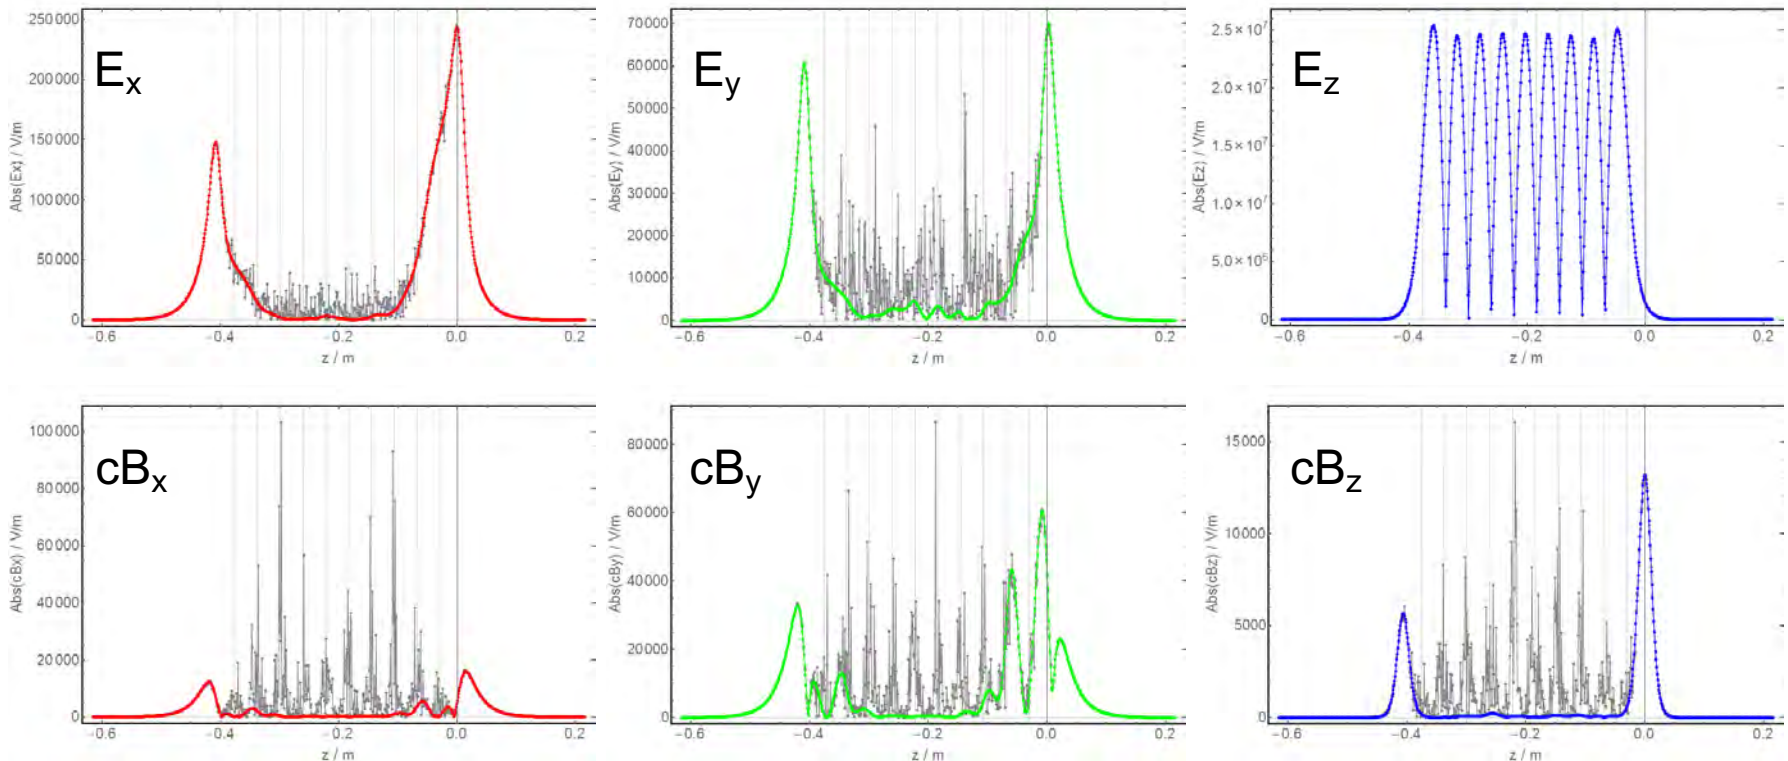 E_x
Abs(Ex) / V/m
250000
200000
150000
100000
50000
0
−0.6 −0.4 −0.2 0.0 0.2
z / m
E_y
Abs(Ey) / V/m
70000
60000
50000
40000
30000
20000
10000
0
−0.6 −0.4 −0.2 0.0 0.2
z / m
E_z
Abs(Ez) / V/m
2.5×10⁷
2.0×10⁷
1.5×10⁷
1.0×10⁷
5.0×10⁶
0
−0.6 −0.4 −0.2 0.0 0.2
z / m
cB_x
Abs(cBx) / V/m
100000
80000
60000
40000
20000
0
−0.6 −0.4 −0.2 0.0 0.2
z / m
cB_y
Abs(cBy) / V/m
80000
60000
40000
20000
0
−0.6 −0.4 −0.2 0.0 0.2
z / m
cB_z
Abs(cBz) / V/m
15000
10000
5000
0
−0.6 −0.4 −0.2 0.0 0.2
z / m